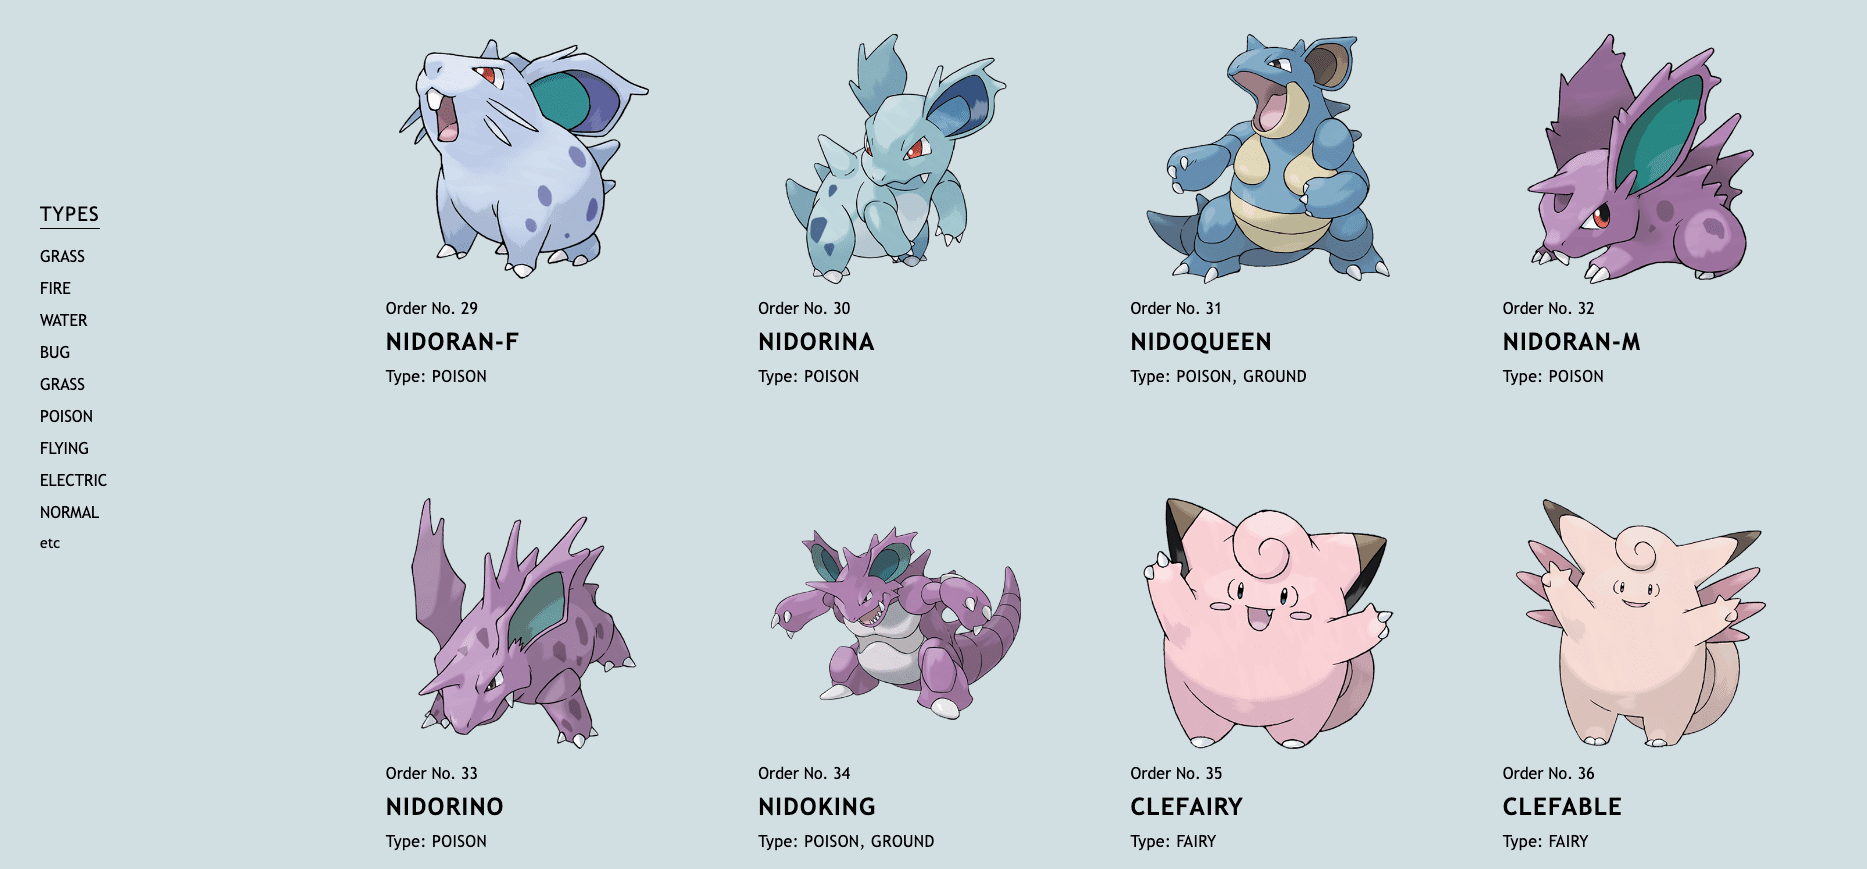 TYPES
GRASS
FIRE
WATER
BUG
GRASS
POISON
FLYING
ELECTRIC
NORMAL
etc
Order No. 29
NIDORAN-F
Type: POISON
Order No. 30
NIDORINA
Type: POISON
Order No. 31
NIDOQUEEN
Type: POISON, GROUND
Order No. 32
NIDORAN-M
Type: POISON
Order No. 33
NIDORINO
Type: POISON
Order No. 34
NIDOKING
Type: POISON, GROUND
Order No. 35
CLEFAIRY
Type: FAIRY
Order No. 36
CLEFABLE
Type: FAIRY